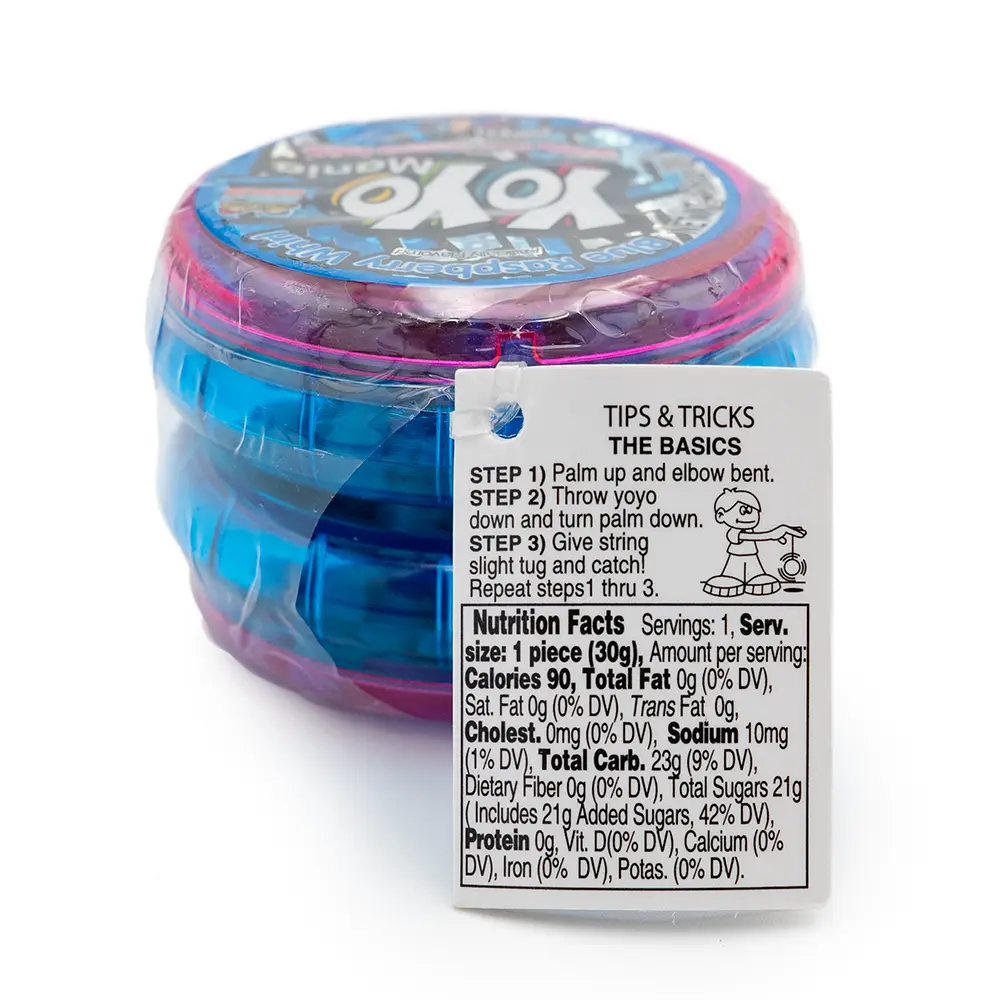 YOYO
Mania
Blue Raspberry Whirl
TIPS & TRICKS
THE BASICS
STEP 1) Palm up and elbow bent.
STEP 2) Throw yoyo
down and turn palm down.
STEP 3) Give string
slight tug and catch!
Repeat steps1 thru 3.
Nutrition Facts Servings: 1, Serv.
size: 1 piece (30g), Amount per serving:
Calories 90, Total Fat 0g (0% DV),
Sat. Fat 0g (0% DV), Trans Fat 0g,
Cholest. 0mg (0% DV), Sodium 10mg
(1% DV), Total Carb. 23g (9% DV),
Dietary Fiber 0g (0% DV), Total Sugars 21g
( Includes 21g Added Sugars, 42% DV),
Protein 0g, Vit. D(0% DV), Calcium (0%
DV), Iron (0% DV), Potas. (0% DV).